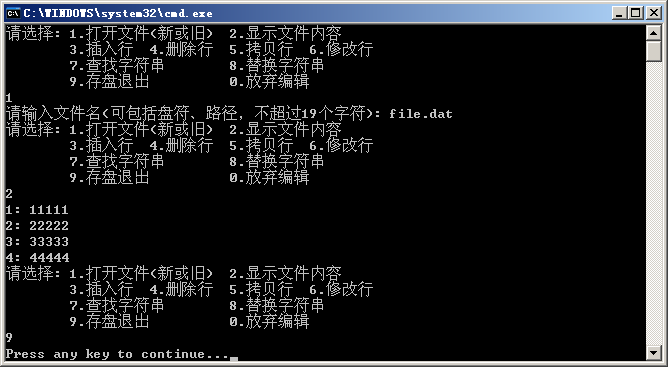 C:\WINDOWS\system32\cmd.exe
请选择: 1.打开文件(新或旧)  2.显示文件内容
        3.插入行  4.删除行  5.拷贝行  6.修改行
        7.查找字符串        8.替换字符串
        9.存盘退出          0.放弃编辑
1
请输入文件名(可包括盘符、路径，不超过19个字符): file.dat
请选择: 1.打开文件(新或旧)  2.显示文件内容
        3.插入行  4.删除行  5.拷贝行  6.修改行
        7.查找字符串        8.替换字符串
        9.存盘退出          0.放弃编辑
2
1: 11111
2: 22222
3: 33333
4: 44444
请选择: 1.打开文件(新或旧)  2.显示文件内容
        3.插入行  4.删除行  5.拷贝行  6.修改行
        7.查找字符串        8.替换字符串
        9.存盘退出          0.放弃编辑
9
Press any key to continue..._